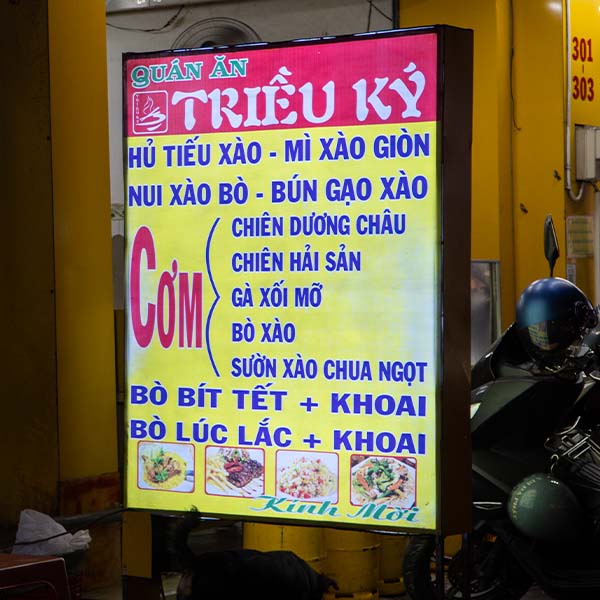 QUÁN ĂN
TRIỀU KÝ
HỦ TIẾU XÀO - MÌ XÀO GIÒN
NUI XÀO BÒ - BÚN GẠO XÀO
CƠM
CHIÊN DƯƠNG CHÂU
CHIÊN HẢI SẢN
GÀ XỐI MỠ
BÒ XÀO
SƯỜN XÀO CHUA NGỌT
BÒ BÍT TẾT + KHOAI
BÒ LÚC LẮC + KHOAI
Kính Mời
301
-
303